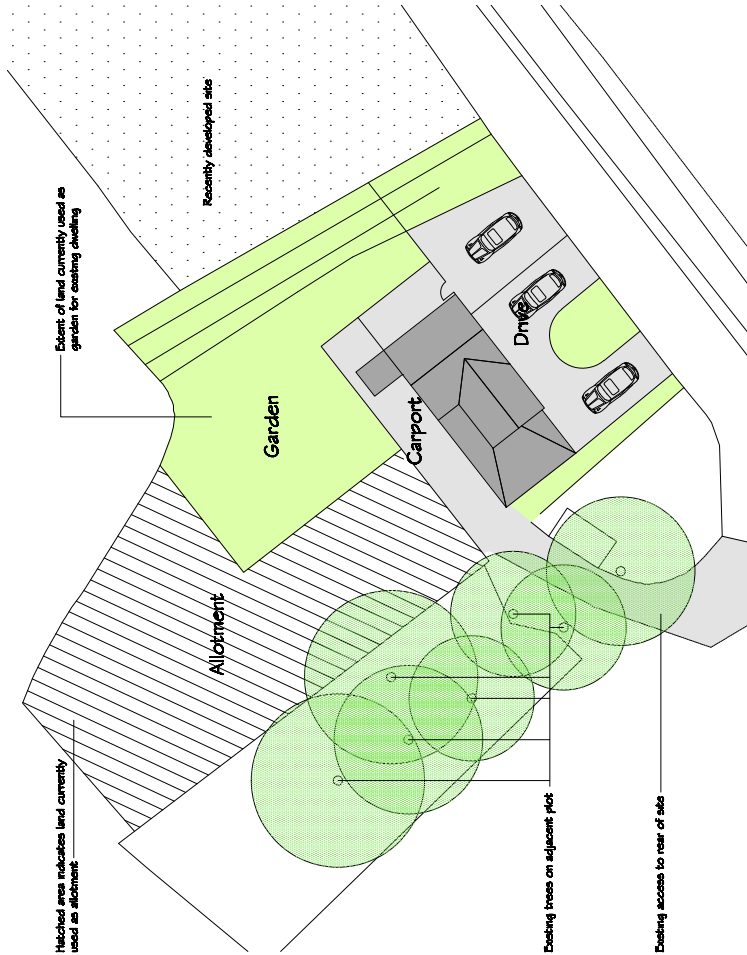 Hatched area indicates land currently
used as allotment
Extent of land currently used as
garden for existing dwelling
Recently developed site
Allotment
Garden
Carport
Drive
Existing trees on adjacent plot
Existing access to rear of site